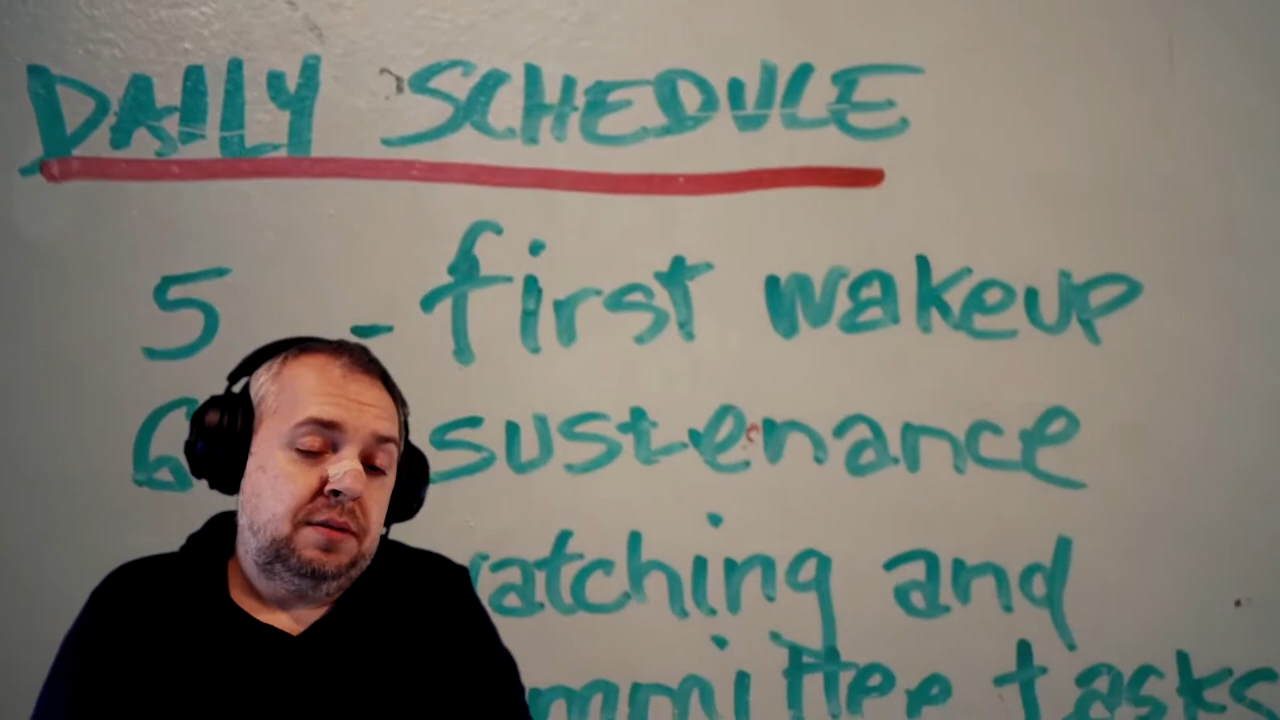 DAILY SCHEDULE
5 - first wakeup
6 sustenance
and
tasks